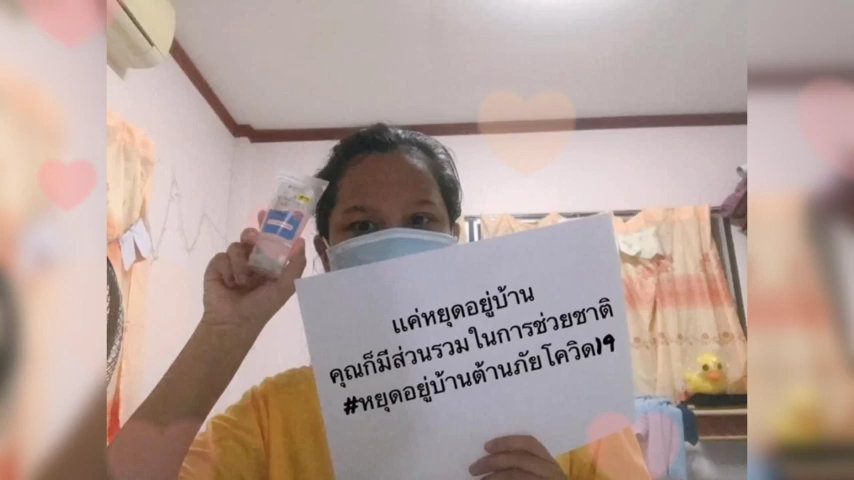 แค่หยุดอยู่บ้าน
คุณก็มีส่วนรวมในการช่วยชาติ
#หยุดอยู่บ้านต้านภัยโควิด19